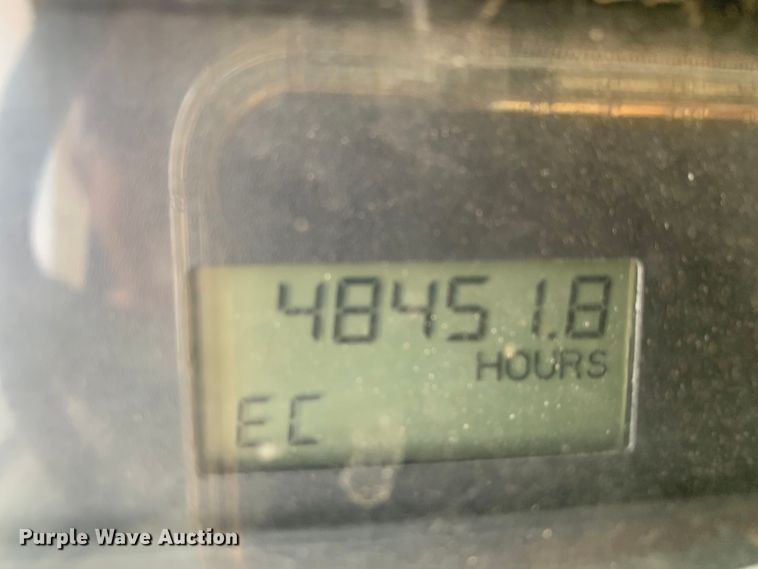 48451.8
HOURS
EC
Purple Wave Auction